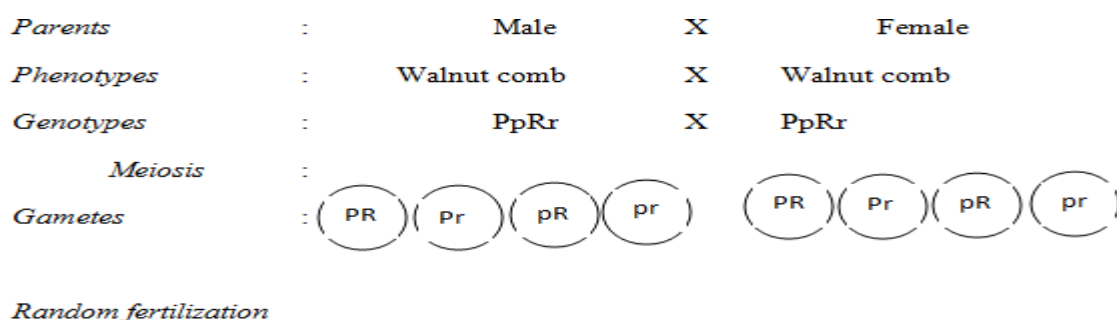 Parents : Male X Female
Phenotypes : Walnut comb X Walnut comb
Genotypes : PpRr X PpRr
Meiosis :
Gametes : PR Pr pR pr PR Pr pR pr
Random fertilization